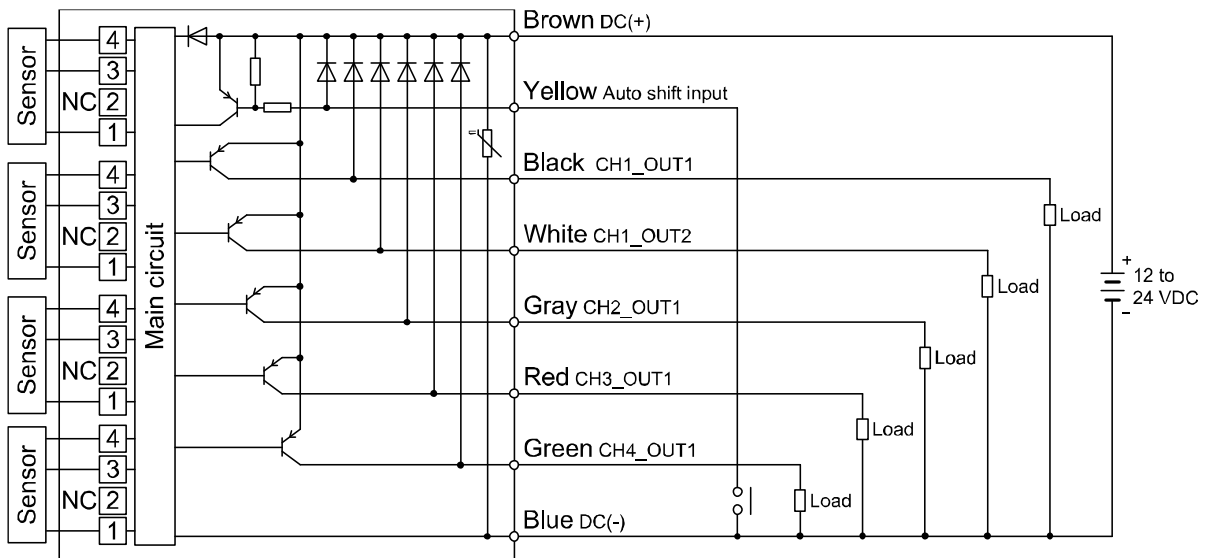 Sensor
4
3
NC 2
1
Sensor
4
3
NC 2
1
Sensor
4
3
NC 2
1
Sensor
4
3
NC 2
1
Main circuit
Brown DC(+)
Yellow Auto shift input
Black CH1_OUT1
White CH1_OUT2
Gray CH2_OUT1
Red CH3_OUT1
Green CH4_OUT1
Blue DC(-)
Load
Load
Load
Load
Load
+
12 to
24 VDC
-